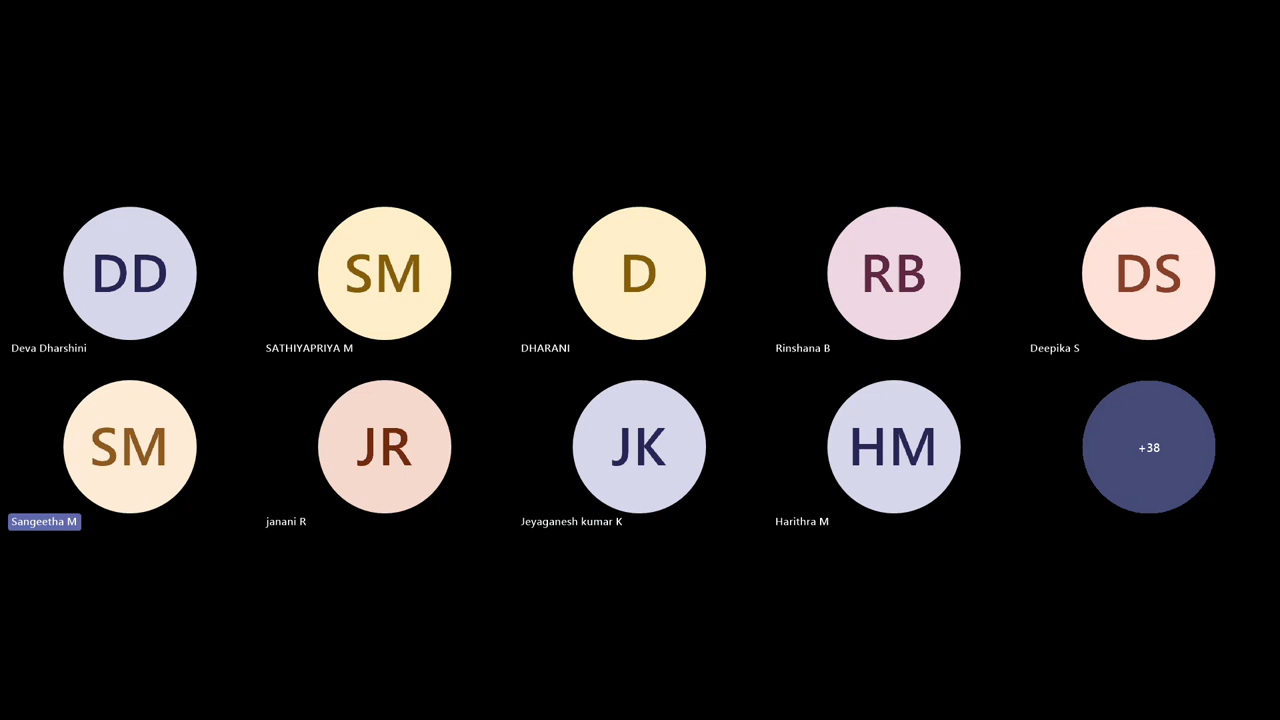 DD
SM
D
RB
DS
Deva Dharshini
SATHIYAPRIYA M
DHARANI
Rinshana B
Deepika S
SM
JR
JK
HM
+38
Sangeetha M
janani R
Jeyaganesh kumar K
Harithra M